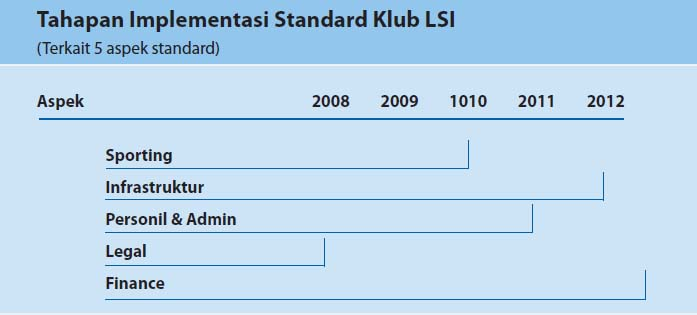 Tahapan Implementasi Standard Klub LSI
(Terkait 5 aspek standard)
Aspek 2008 2009 1010 2011 2012
Sporting
Infrastruktur
Personil & Admin
Legal
Finance